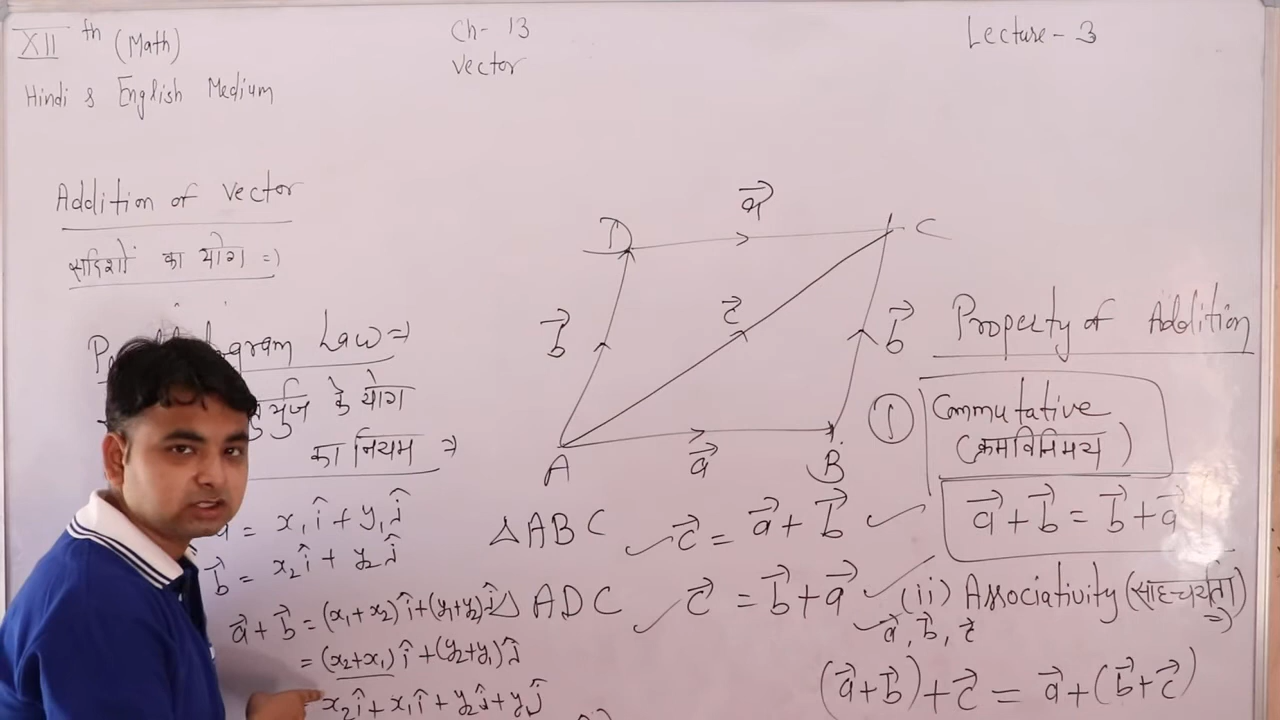 XII th (Math)
Hindi & English Medium
Ch- 13
Vector
Lecture - 3
Addition of vector
सदिशों का योग =)
Law ⇒
के योग
का नियम ⇒
= x₁î + y₁ĵ
b⃗ = x₂î + y₂ĵ
a⃗ + b⃗ = (x₁+x₂)î+(y₁+y₂)ĵ
= (x₂+x₁)î+(y₂+y₁)ĵ
x₂î+x₁î+y₂ĵ+y₁ĵ
D
a⃗
C
b⃗
c⃗
b⃗
A
a⃗
B
△ABC c⃗ = a⃗ + b⃗
△ADC c⃗ = b⃗ + a⃗
Property of Addition
① Commutative
(क्रमविनिमय)
a⃗ + b⃗ = b⃗ + a⃗
(ii) Associativity (साहचर्यता)
a⃗, b⃗, c⃗
(a⃗+b⃗)+c⃗ = a⃗+(b⃗+c⃗)